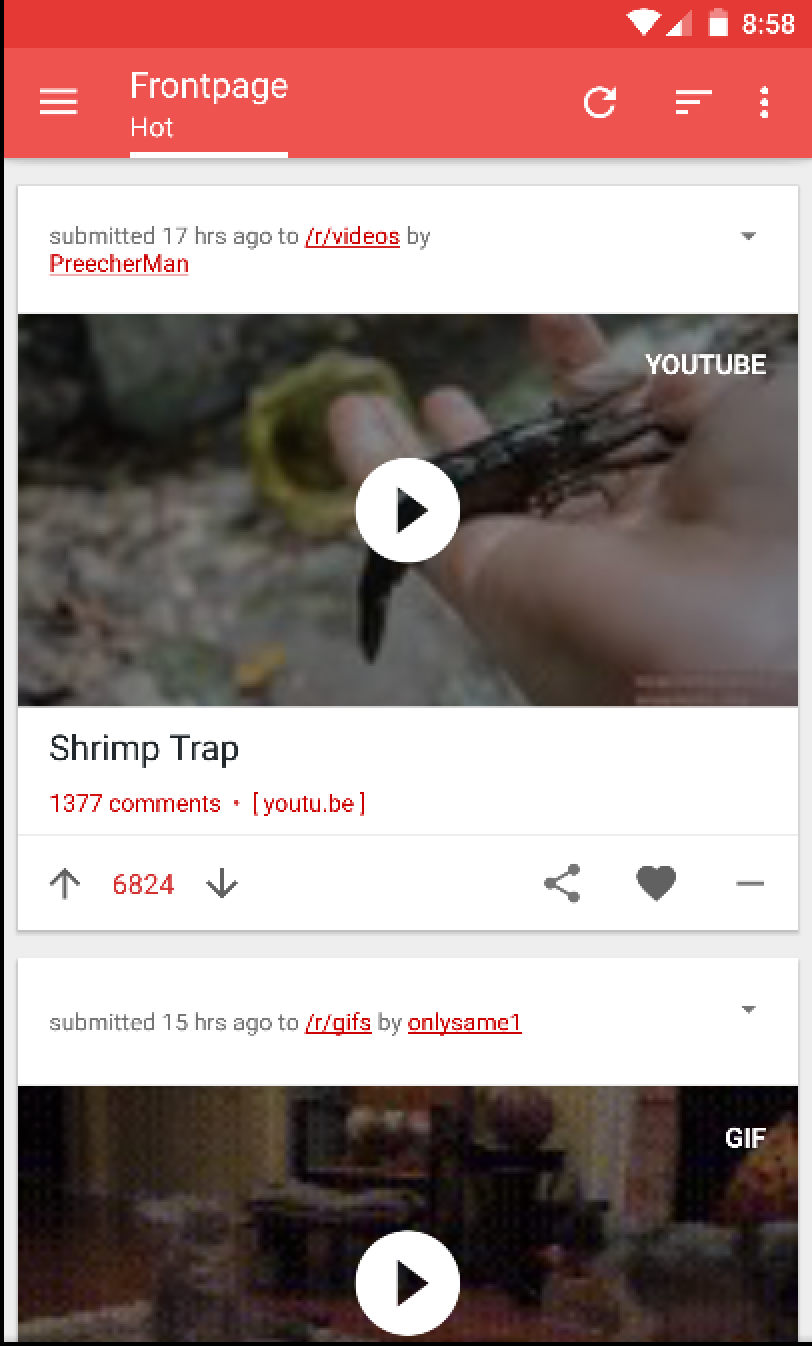 8:58
Frontpage
Hot
submitted 17 hrs ago to /r/videos by
PreecherMan
YOUTUBE
Shrimp Trap
1377 comments • [ youtu.be ]
6824
submitted 15 hrs ago to /r/gifs by onlysame1
GIF